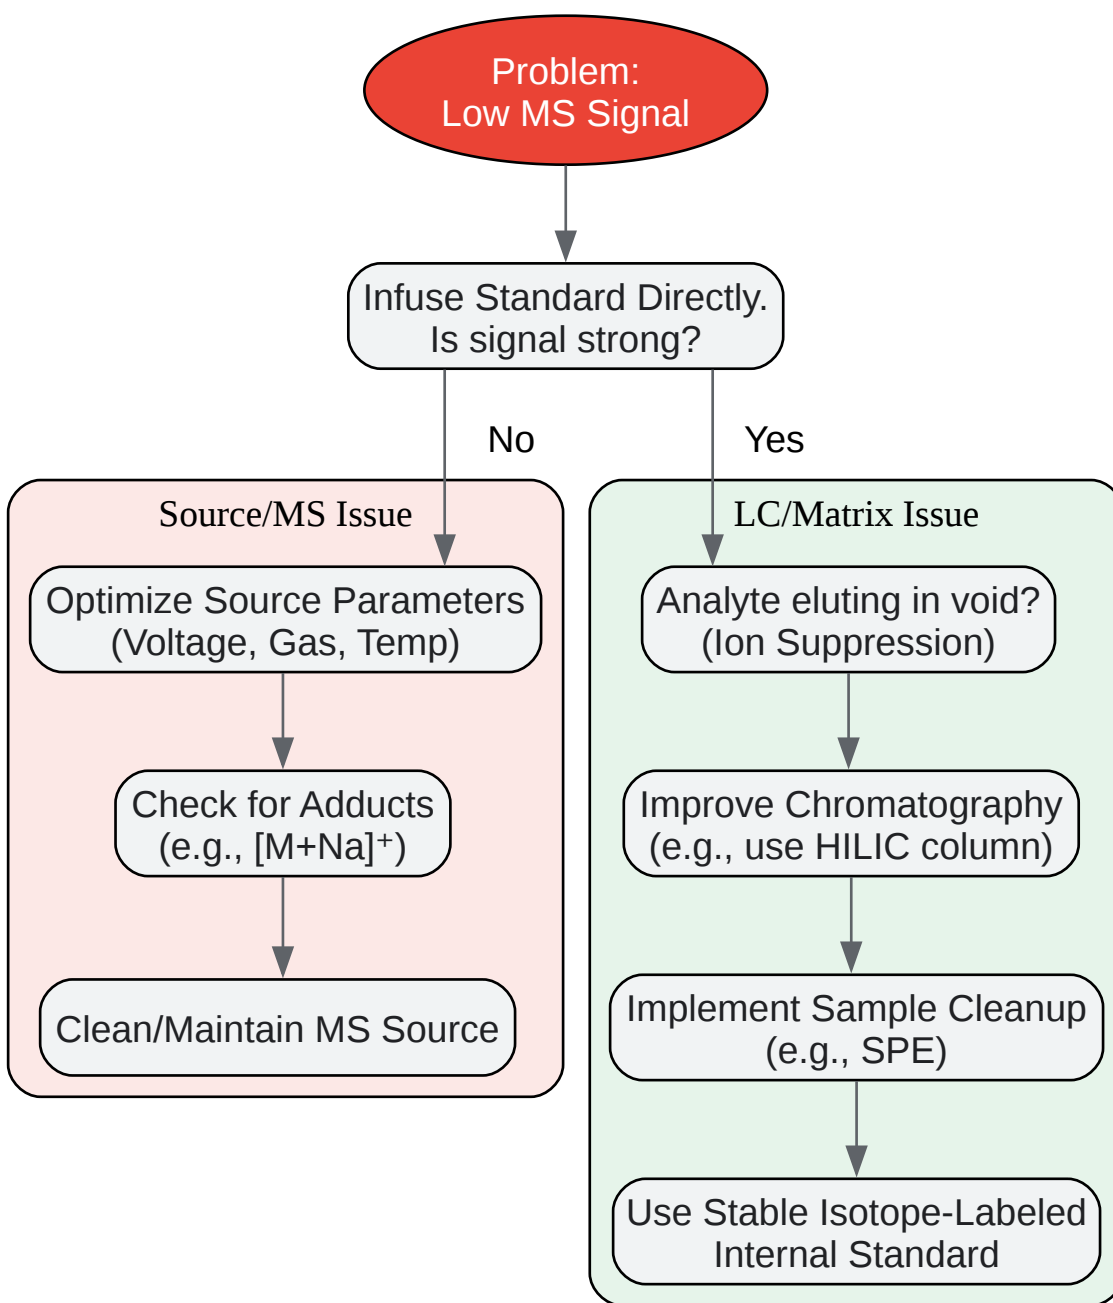 Problem:
Low MS Signal
Infuse Standard Directly.
Is signal strong?
No
Yes
Source/MS Issue
Optimize Source Parameters
(Voltage, Gas, Temp)
Check for Adducts
(e.g., [M+Na]⁺)
Clean/Maintain MS Source
LC/Matrix Issue
Analyte eluting in void?
(Ion Suppression)
Improve Chromatography
(e.g., use HILIC column)
Implement Sample Cleanup
(e.g., SPE)
Use Stable Isotope-Labeled
Internal Standard